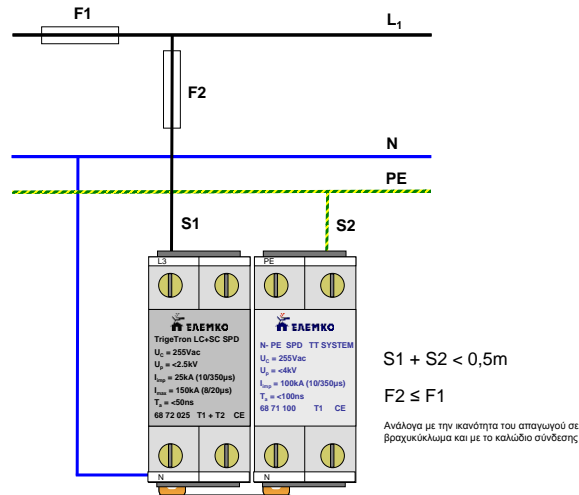 F1
L1
F2
N
PE
S1
S2
L3
PE
ΕΛΕΜΚΟ
TrigeTron LC+SC SPD
UC = 255Vac
Up = <2.5kV
Iimp = 25kA (10/350µs)
Imax = 150kA (8/20µs)
Ta = <50ns
68 72 025 T1 + T2 CE
N
ΕΛΕΜΚΟ
N- PE SPD TT SYSTEM
UC = 255Vac
Up = <4kV
Iimp = 100kA (10/350µs)
Ta = <100ns
68 71 100 T1 CE
N
S1 + S2 < 0,5m
F2 ≤ F1
Ανάλογα με την ικανότητα του απαγωγού σε
βραχυκύκλωμα και με το καλώδιο σύνδεσης